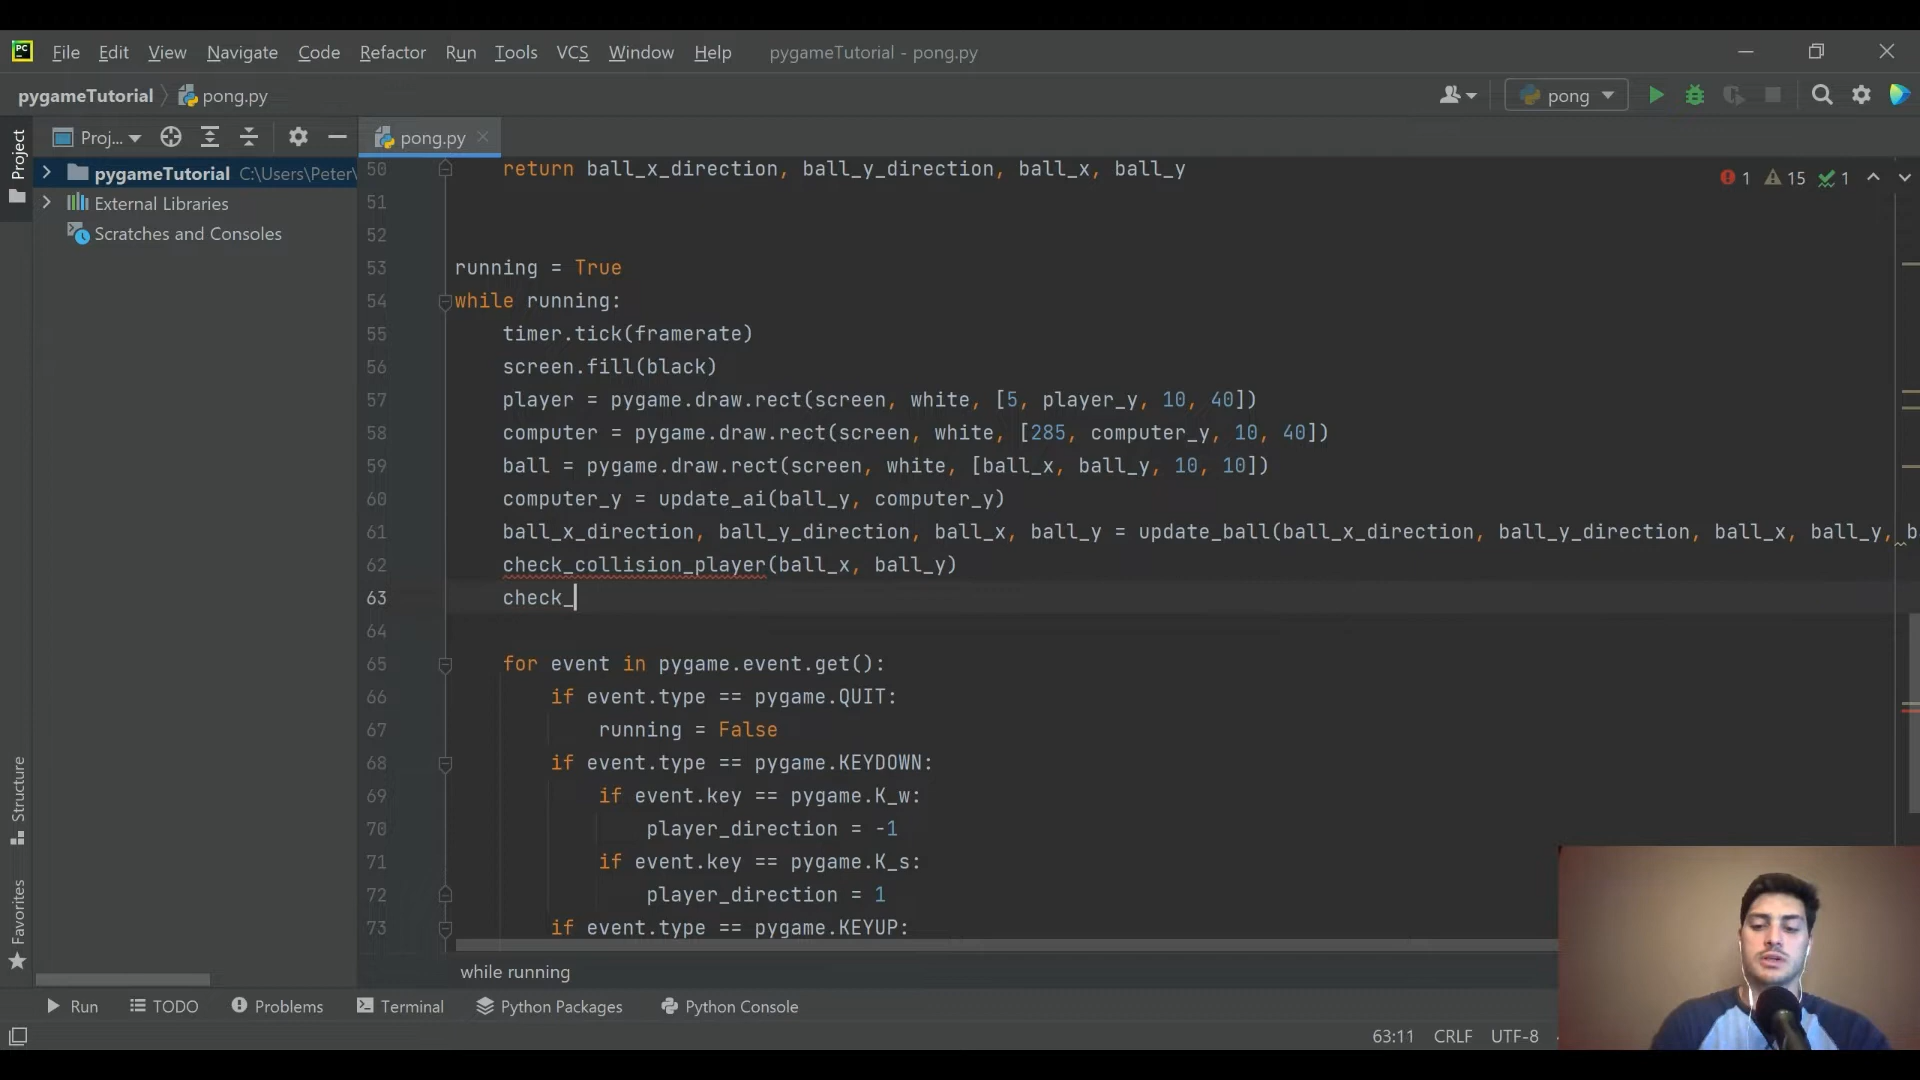 PC File Edit View Navigate Code Refactor Run Tools VCS Window Help pygameTutorial - pong.py
pygameTutorial pong.py pong
Project Proj... pong.py
pygameTutorial C:\Users\Peter\
External Libraries
Scratches and Consoles
1 15 1
50 return ball_x_direction, ball_y_direction, ball_x, ball_y
51
52
53 running = True
54 while running:
55 timer.tick(framerate)
56 screen.fill(black)
57 player = pygame.draw.rect(screen, white, [5, player_y, 10, 40])
58 computer = pygame.draw.rect(screen, white, [285, computer_y, 10, 40])
59 ball = pygame.draw.rect(screen, white, [ball_x, ball_y, 10, 10])
60 computer_y = update_ai(ball_y, computer_y)
61 ball_x_direction, ball_y_direction, ball_x, ball_y = update_ball(ball_x_direction, ball_y_direction, ball_x, ball_y, b
62 check_collision_player(ball_x, ball_y)
63 check_
64
65 for event in pygame.event.get():
66 if event.type == pygame.QUIT:
67 running = False
68 if event.type == pygame.KEYDOWN:
69 if event.key == pygame.K_w:
70 player_direction = -1
71 if event.key == pygame.K_s:
72 player_direction = 1
73 if event.type == pygame.KEYUP:
Structure
Favorites
while running
Run TODO Problems Terminal Python Packages Python Console
63:11 CRLF UTF-8